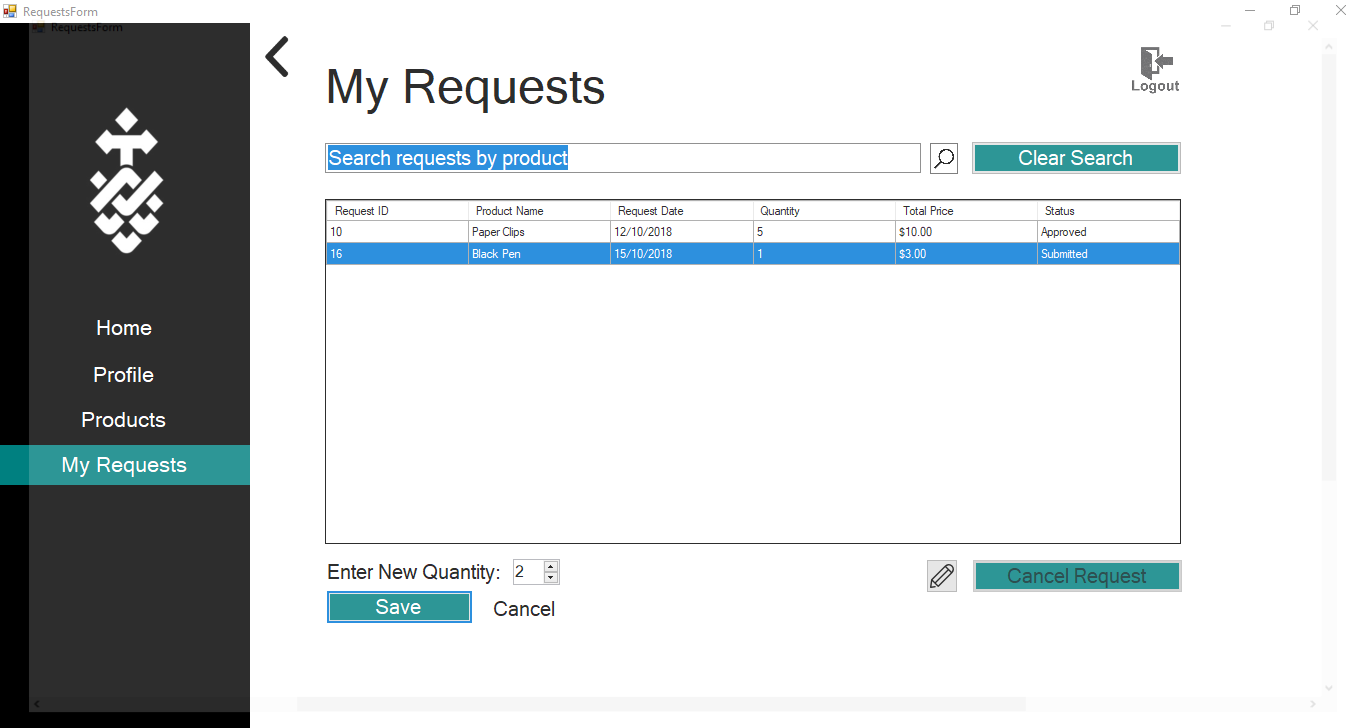 RequestsForm
RequestsForm
My Requests
Logout
Search requests by product
Clear Search
Request ID Product Name Request Date Quantity Total Price Status
10 Paper Clips 12/10/2018 5 $10.00 Approved
16 Black Pen 15/10/2018 1 $3.00 Submitted
Home
Profile
Products
My Requests
Enter New Quantity: 2
Cancel Request
Save
Cancel